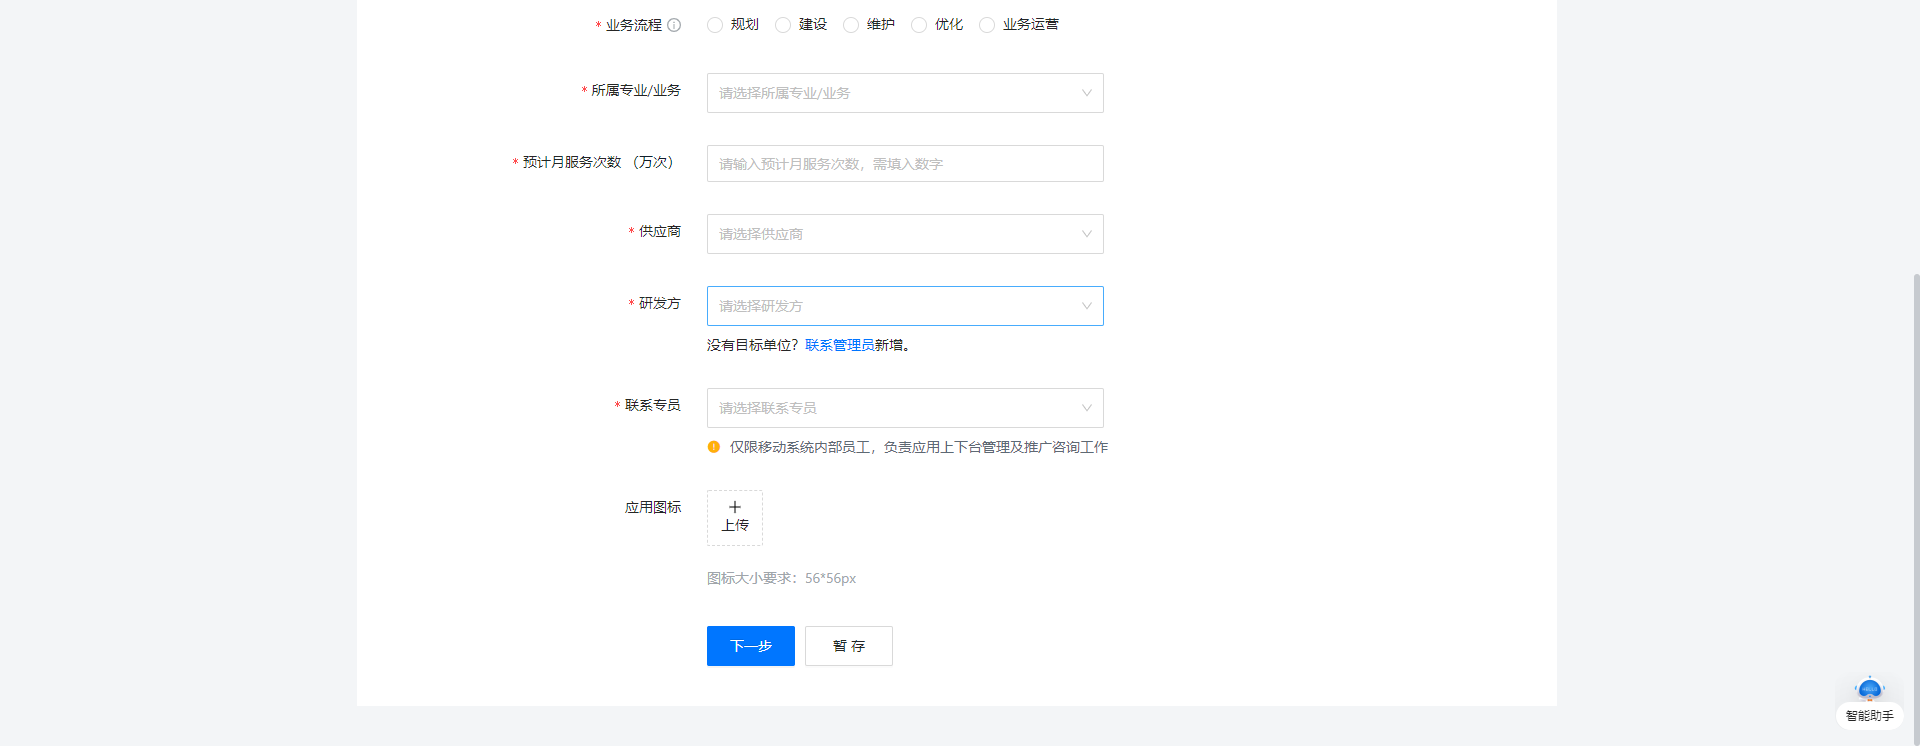 * 业务流程 规划 建设 维护 优化 业务运营
* 所属专业/业务 请选择所属专业/业务
* 预计月服务次数 （万次） 请输入预计月服务次数，需填入数字
* 供应商 请选择供应商
* 研发方 请选择研发方
没有目标单位？联系管理员新增。
* 联系专员 请选择联系专员
仅限移动系统内部员工，负责应用上下台管理及推广咨询工作
应用图标 上传
图标大小要求：56*56px
下一步 暂 存
HELLO
智能助手